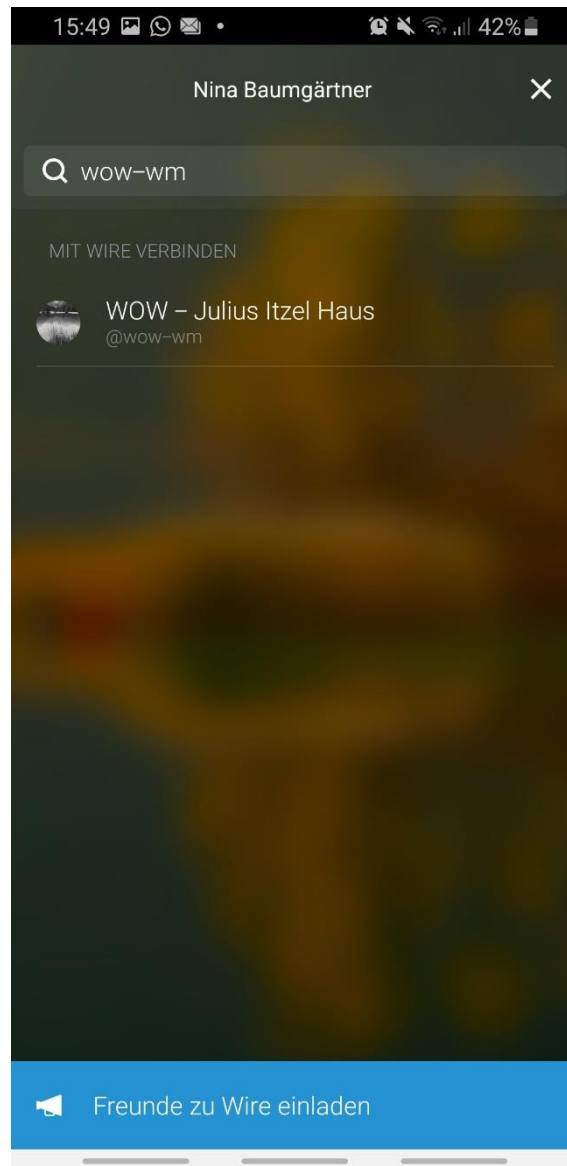 15:49 42%
Nina Baumgärtner
wow-wm
MIT WIRE VERBINDEN
WOW – Julius Itzel Haus
@wow-wm
Freunde zu Wire einladen